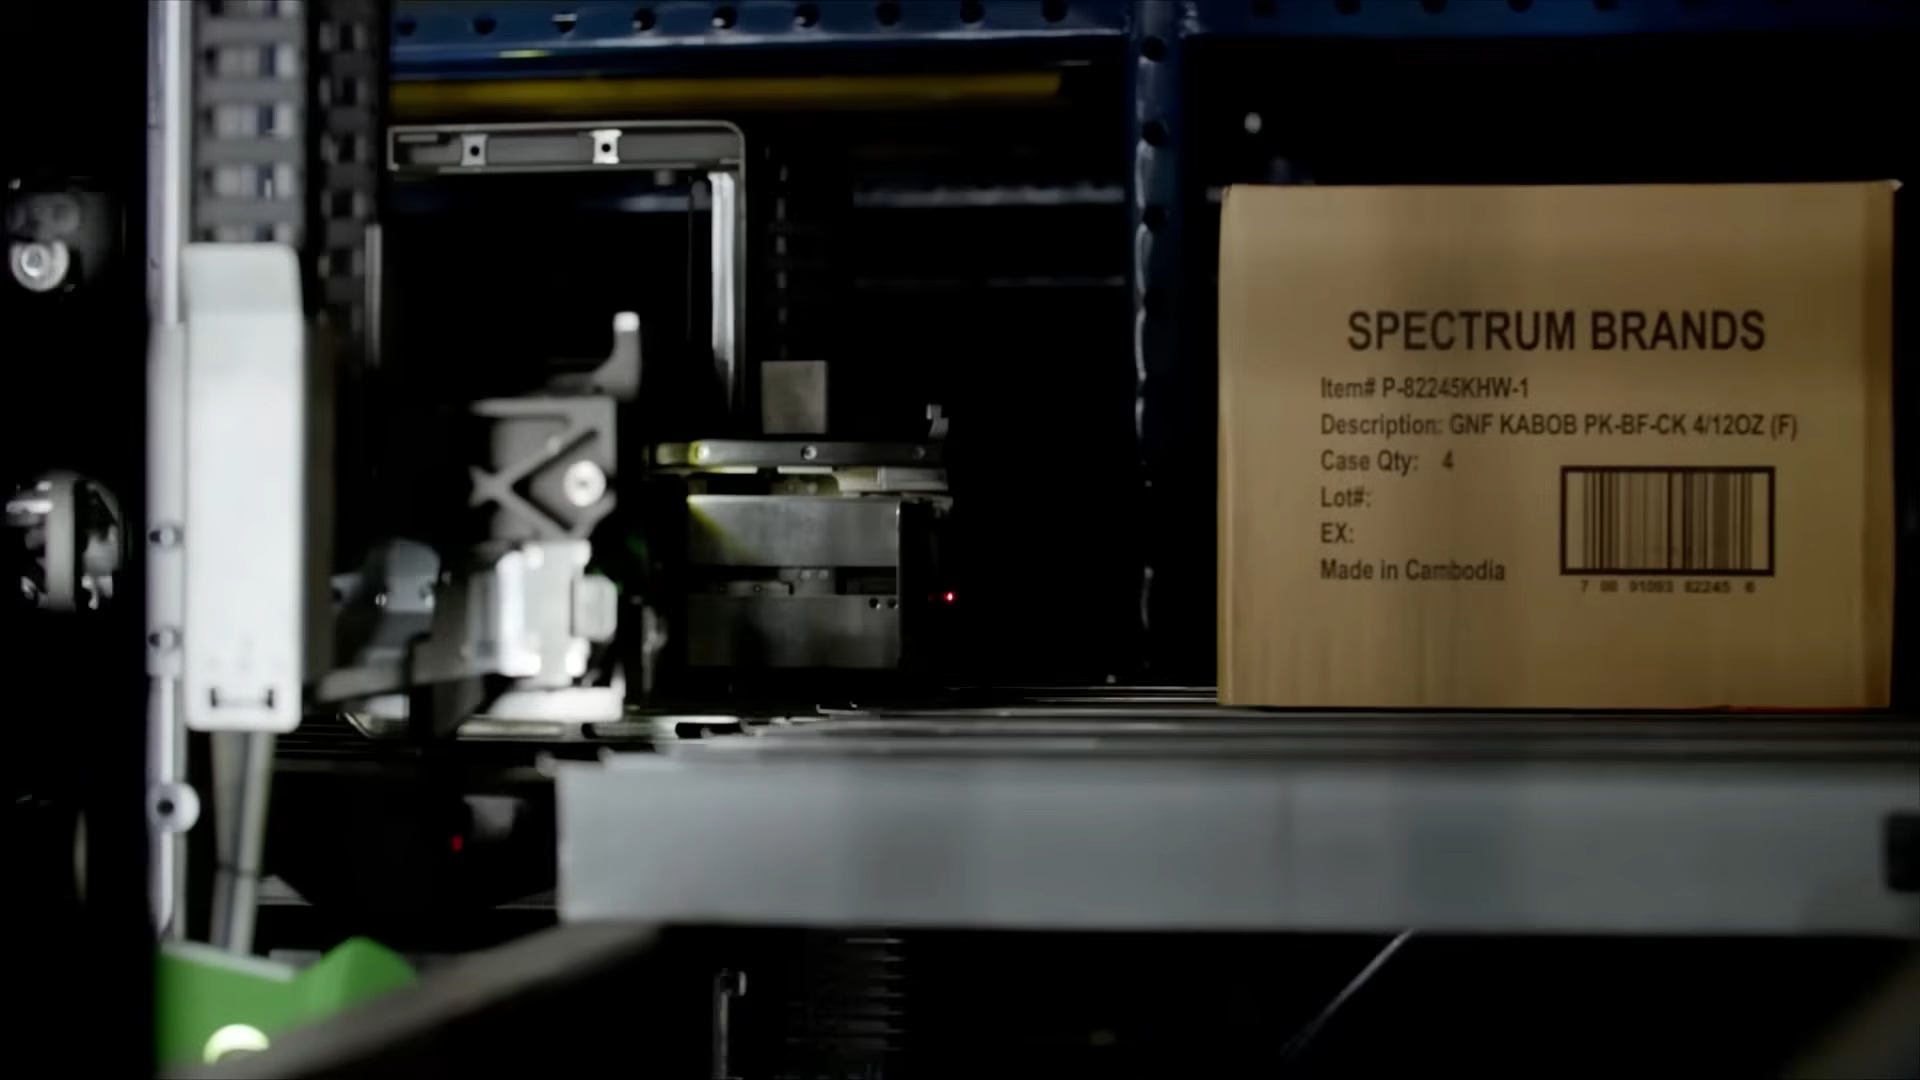 SPECTRUM BRANDS
Item# P-82245KHW-1
Description: GNF KABOB PK-BF-CK 4/12OZ (F)
Case Qty: 4
Lot#:
EX:
Made in Cambodia
7 91093 82245 6